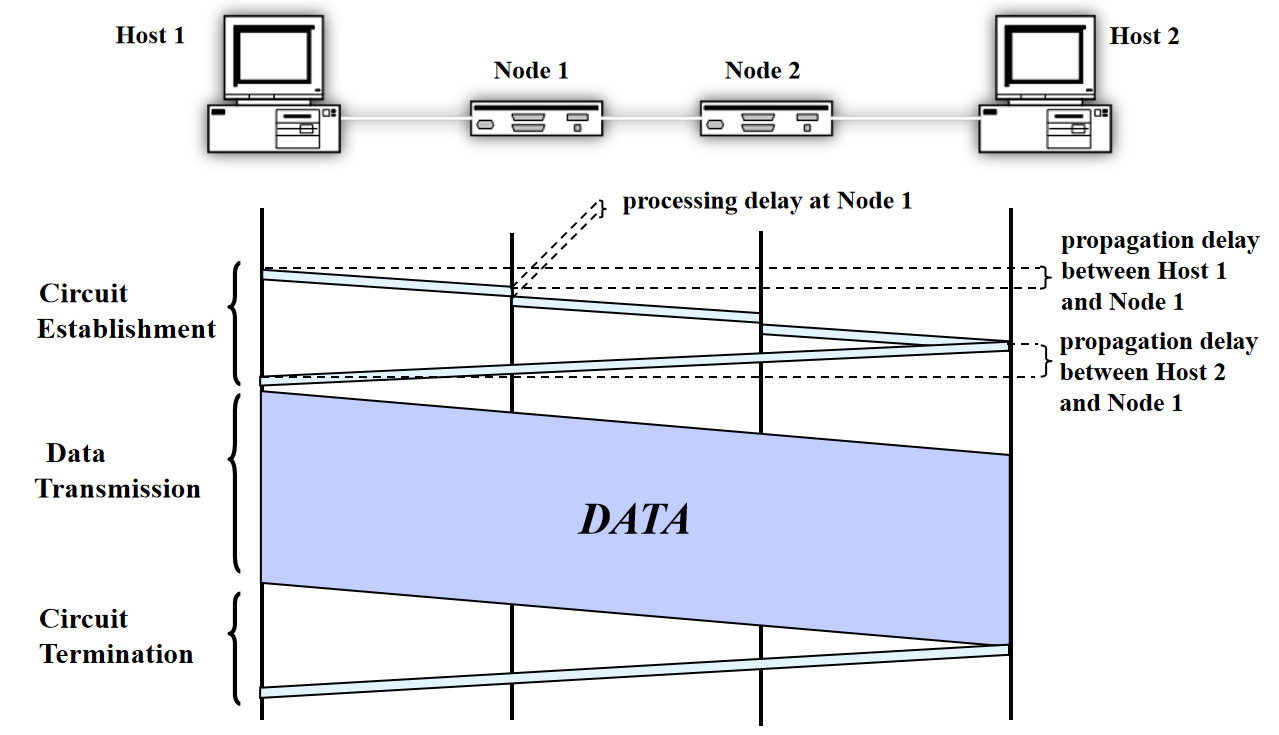 Host 1
Host 2
Node 1
Node 2
processing delay at Node 1
propagation delay
between Host 1
and Node 1
Circuit
Establishment
propagation delay
between Host 2
and Node 1
Data
Transmission
DATA
Circuit
Termination